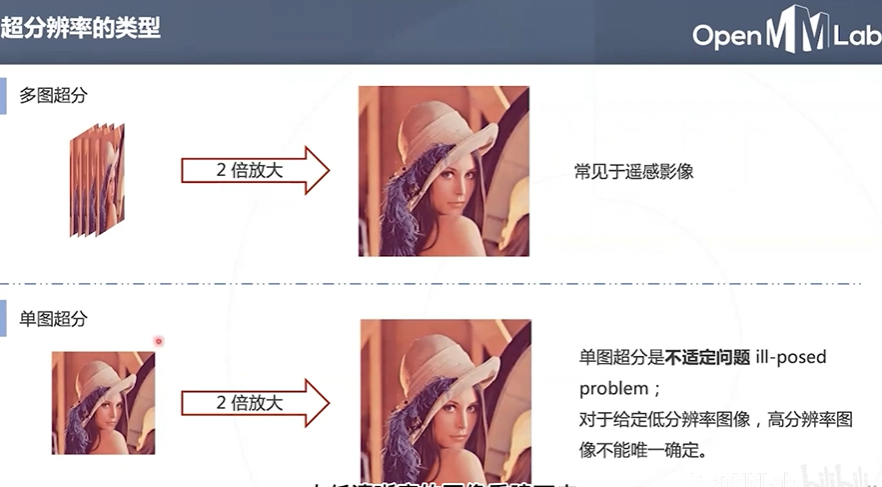 超分辨率的类型
OpenMMLab
多图超分
2 倍放大
常见于遥感影像
单图超分
2 倍放大
单图超分是不适定问题 ill-posed
problem；
对于给定低分辨率图像，高分辨率图
像不能唯一确定。
bilibili